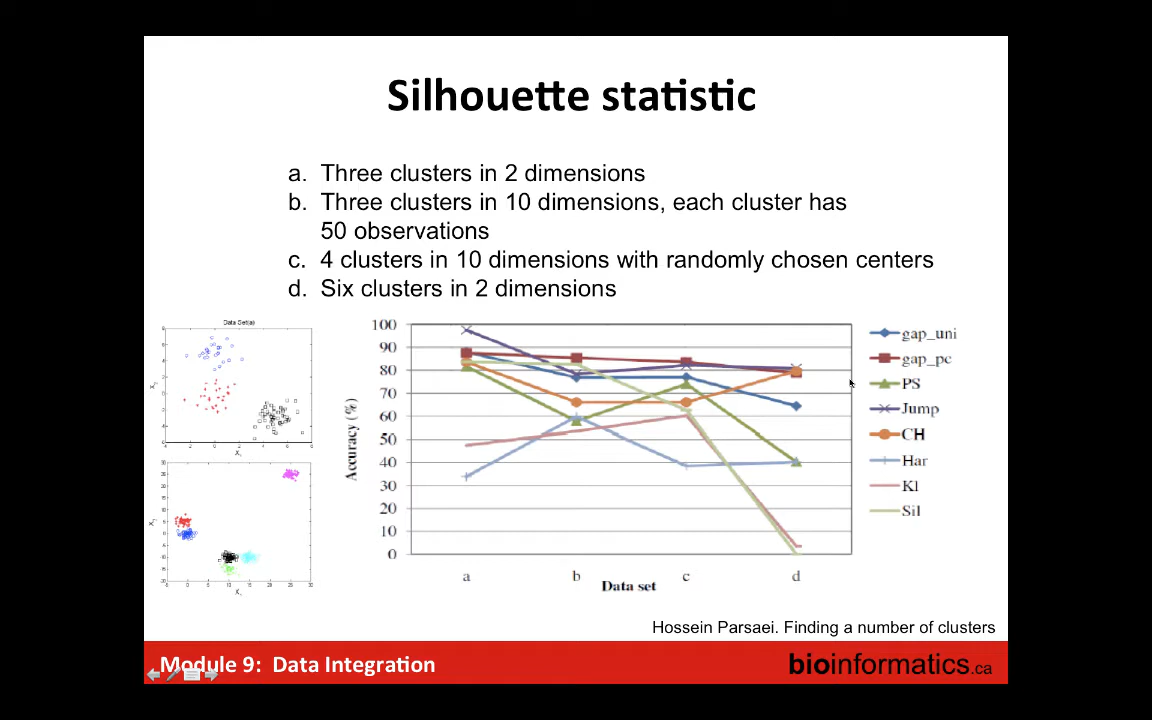 Silhouette statistic
a. Three clusters in 2 dimensions
b. Three clusters in 10 dimensions, each cluster has
50 observations
c. 4 clusters in 10 dimensions with randomly chosen centers
d. Six clusters in 2 dimensions
Data Set(a)
X₁
X₁
Accuracy (%)
100
90
80
70
60
50
40
30
20
10
0
a b c d
Data set
gap_uni
gap_pc
PS
Jump
CH
Har
Kl
Sil
Hossein Parsaei. Finding a number of clusters
Module 9: Data Integration
bioinformatics.ca